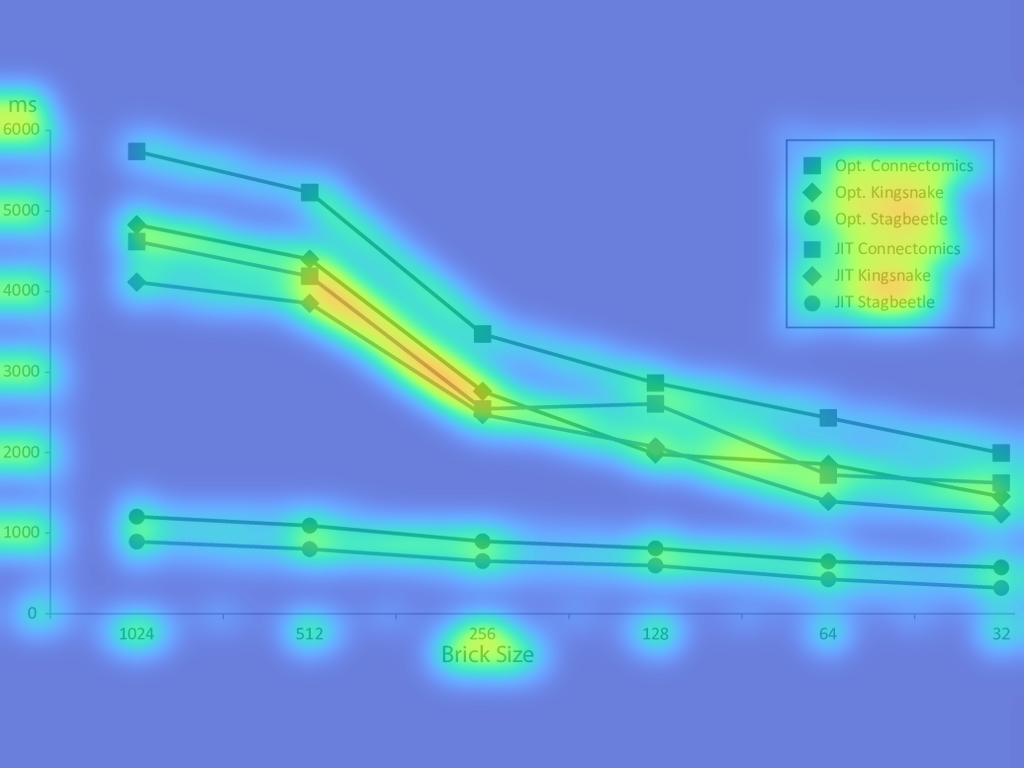 ms
6000
5000
4000
3000
2000
1000
0
1024 512 256 128 64 32
Brick Size
Opt. Connectomics
Opt. Kingsnake
Opt. Stagbeetle
JIT Connectomics
JIT Kingsnake
JIT Stagbeetle